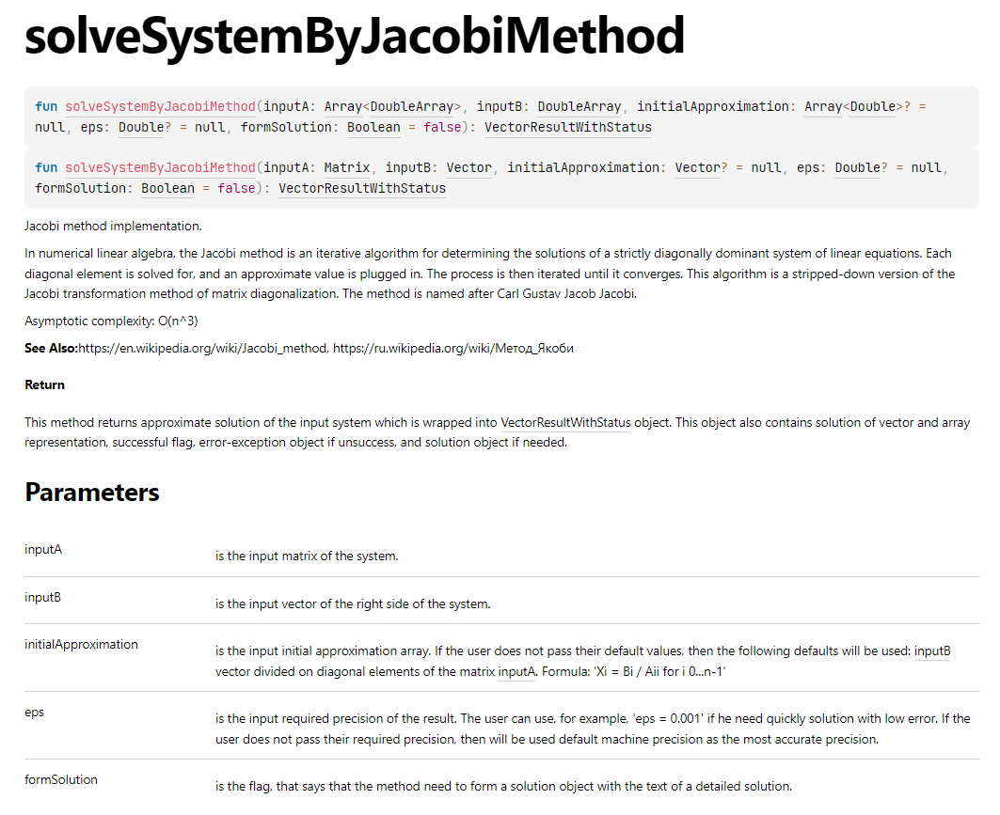 solveSystemByJacobiMethod
fun solveSystemByJacobiMethod(inputA: Array<DoubleArray>, inputB: DoubleArray, initialApproximation: Array<Double>? =
null, eps: Double? = null, formSolution: Boolean = false): VectorResultWithStatus
fun solveSystemByJacobiMethod(inputA: Matrix, inputB: Vector, initialApproximation: Vector? = null, eps: Double? = null,
formSolution: Boolean = false): VectorResultWithStatus
Jacobi method implementation.
In numerical linear algebra, the Jacobi method is an iterative algorithm for determining the solutions of a strictly diagonally dominant system of linear equations. Each
diagonal element is solved for, and an approximate value is plugged in. The process is then iterated until it converges. This algorithm is a stripped-down version of the
Jacobi transformation method of matrix diagonalization. The method is named after Carl Gustav Jacob Jacobi.
Asymptotic complexity: O(n^3)
See Also:https://en.wikipedia.org/wiki/Jacobi_method, https://ru.wikipedia.org/wiki/Метод_Якоби
Return
This method returns approximate solution of the input system which is wrapped into VectorResultWithStatus object. This object also contains solution of vector and array
representation, successful flag, error-exception object if unsuccess, and solution object if needed.
Parameters
inputA
is the input matrix of the system.
inputB
is the input vector of the right side of the system.
initialApproximation
is the input initial approximation array. If the user does not pass their default values, then the following defaults will be used: inputB
vector divided on diagonal elements of the matrix inputA. Formula: 'Xi = Bi / Aii for i 0...n-1'
eps
is the input required precision of the result. The user can use, for example, 'eps = 0.001' if he need quickly solution with low error. If the
user does not pass their required precision, then will be used default machine precision as the most accurate precision.
formSolution
is the flag, that says that the method need to form a solution object with the text of a detailed solution.